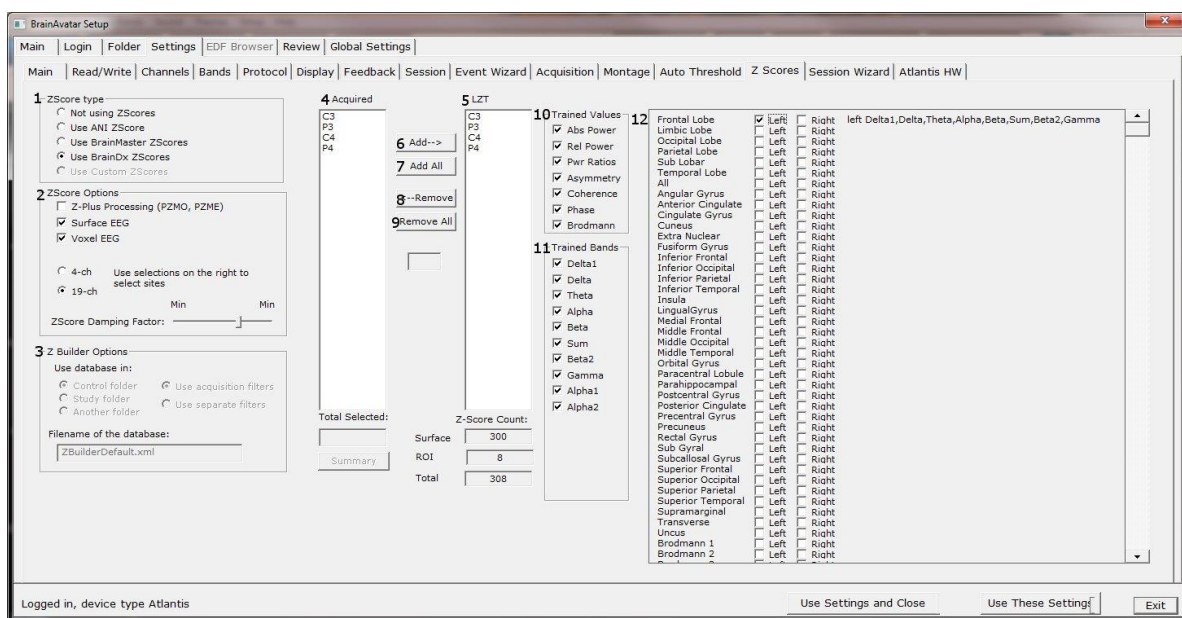 BrainAvatar Setup
Main Login Folder Settings EDF Browser Review Global Settings
Main Read/Write Channels Bands Protocol Display Feedback Session Event Wizard Acquisition Montage Auto Threshold Z Scores Session Wizard Atlantis HW
1 ZScore type
Not using ZScores
Use ANI ZScore
Use BrainMaster ZScores
Use BrainDx ZScores
Use Custom ZScores
2 ZScore Options
Z-Plus Processing (PZMO, PZME)
Surface EEG
Voxel EEG
4-ch
19-ch
Use selections on the right to
select sites
Min Min
ZScore Damping Factor:
3 Z Builder Options
Use database in:
Control folder
Study folder
Another folder
Use acquisition filters
Use separate filters
Filename of the database:
ZBuilderDefault.xml
4 Acquired
C3
P3
C4
P4
Total Selected:
Summary
6 Add-->
7 Add All
8 --Remove
9 Remove All
5 LZT
C3
P3
C4
P4
Z-Score Count:
Surface 300
ROI 8
Total 308
10 Trained Values
Abs Power
Rel Power
Pwr Ratios
Asymmetry
Coherence
Phase
Brodmann
11 Trained Bands
Delta1
Delta
Theta
Alpha
Beta
Sum
Beta2
Gamma
Alpha1
Alpha2
12 Frontal Lobe Left Right left Delta1,Delta,Theta,Alpha,Beta,Sum,Beta2,Gamma
Limbic Lobe Left Right
Occipital Lobe Left Right
Parietal Lobe Left Right
Sub Lobar Left Right
Temporal Lobe Left Right
All Left Right
Angular Gyrus Left Right
Anterior Cingulate Left Right
Cingulate Gyrus Left Right
Cuneus Left Right
Extra Nuclear Left Right
Fusiform Gyrus Left Right
Inferior Frontal Left Right
Inferior Occipital Left Right
Inferior Parietal Left Right
Inferior Temporal Left Right
Insula Left Right
LingualGyrus Left Right
Medial Frontal Left Right
Middle Frontal Left Right
Middle Occipital Left Right
Middle Temporal Left Right
Orbital Gyrus Left Right
Paracentral Lobule Left Right
Parahippocampal Left Right
Postcentral Gyrus Left Right
Posterior Cingulate Left Right
Precentral Gyrus Left Right
Precuneus Left Right
Rectal Gyrus Left Right
Sub Gyral Left Right
Subcallosal Gyrus Left Right
Superior Frontal Left Right
Superior Occipital Left Right
Superior Parietal Left Right
Superior Temporal Left Right
Supramarginal Left Right
Transverse Left Right
Uncus Left Right
Brodmann 1 Left Right
Brodmann 2 Left Right
Logged in, device type Atlantis
Use Settings and Close
Use These Settings
Exit